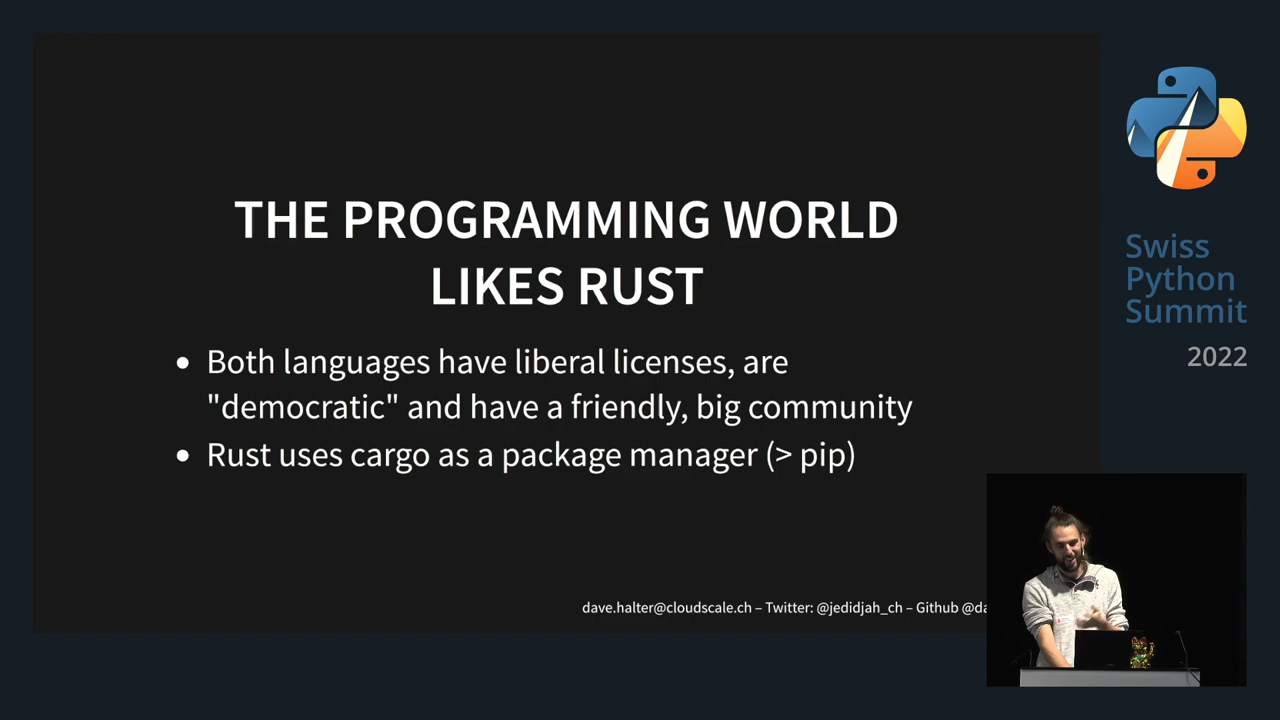 THE PROGRAMMING WORLD
LIKES RUST
• Both languages have liberal licenses, are
"democratic" and have a friendly, big community
• Rust uses cargo as a package manager (> pip)
dave.halter@cloudscale.ch – Twitter: @jedidjah_ch – Github @da
Swiss
Python
Summit
2022